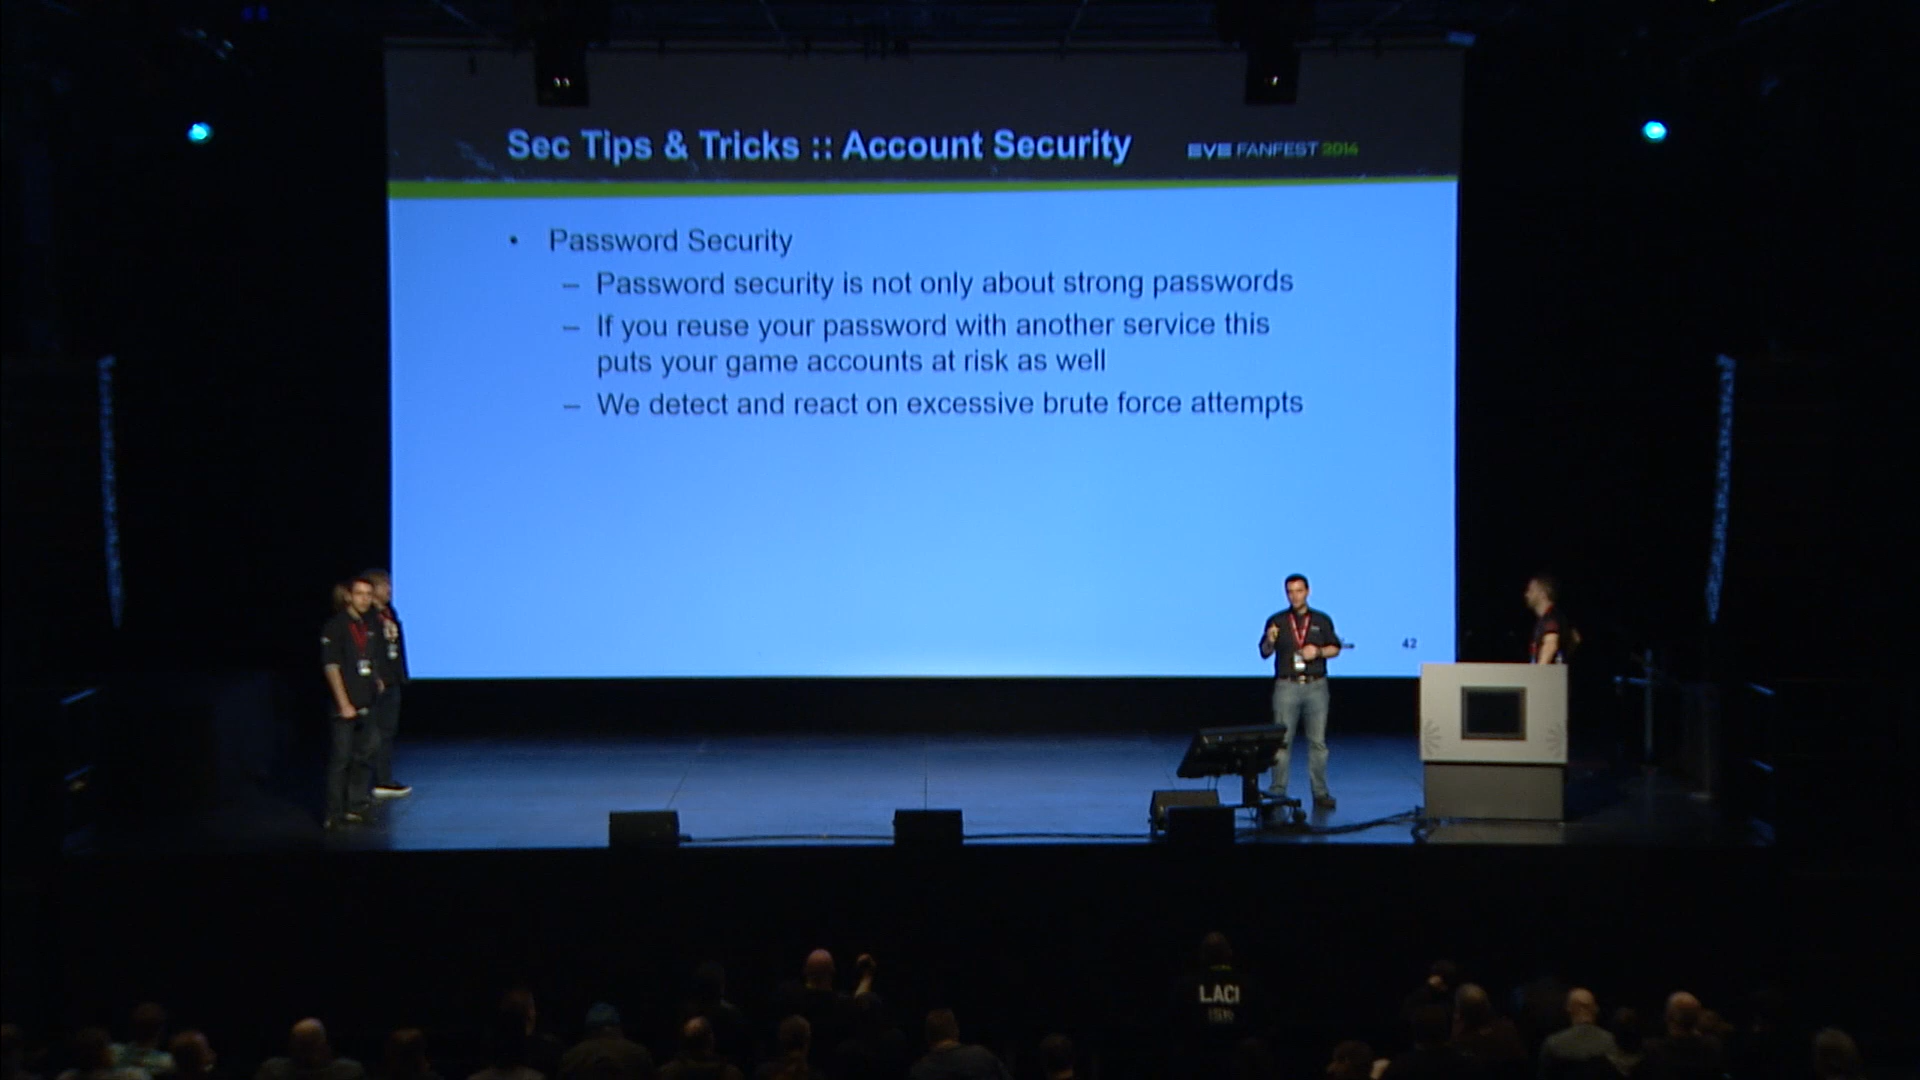 Sec Tips & Tricks :: Account Security
EVE FANFEST 2014
• Password Security
– Password security is not only about strong passwords
– If you reuse your password with another service this
puts your game accounts at risk as well
– We detect and react on excessive brute force attempts
42
LACI